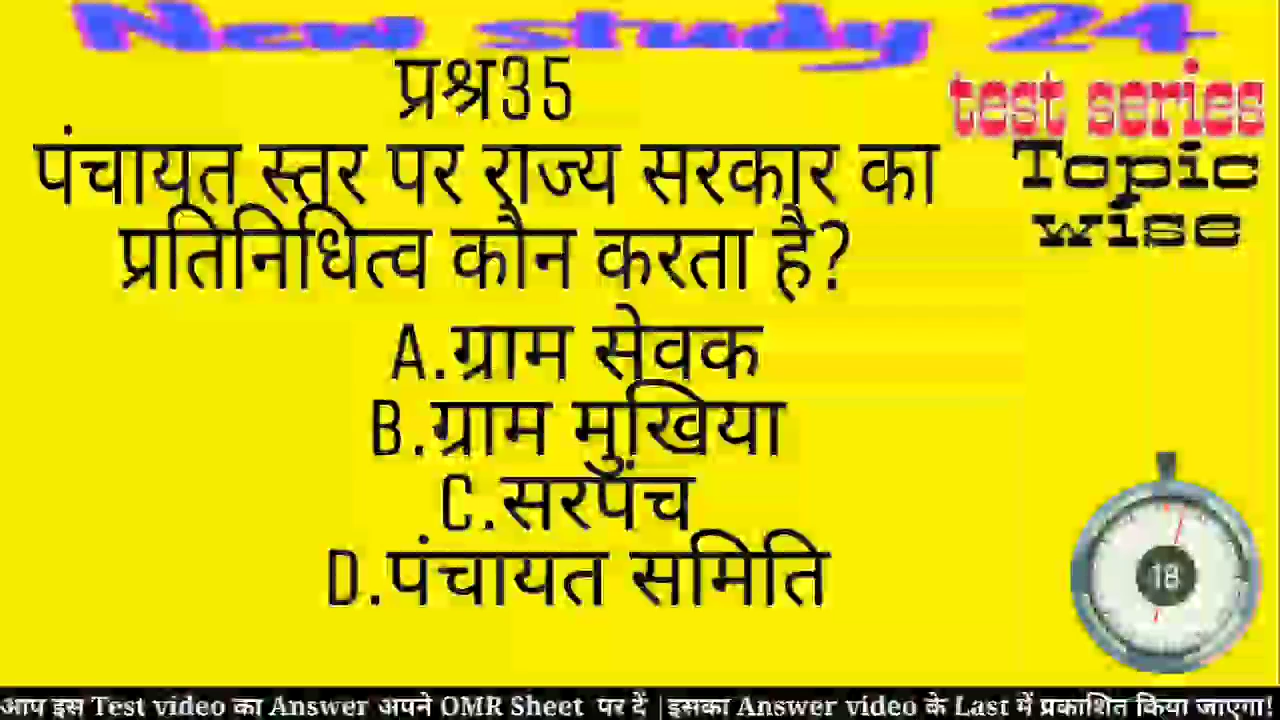 New study 24
test series
Topic
wise
प्रश्न35
पंचायत स्तर पर राज्य सरकार का
प्रतिनिधित्व कौन करता है?
A.ग्राम सेवक
B.ग्राम मुखिया
C.सरपंच
D.पंचायत समिति
18
आप इस Test video का Answer अपने OMR Sheet पर दें |इसका Answer video के Last में प्रकाशित किया जाएगा!